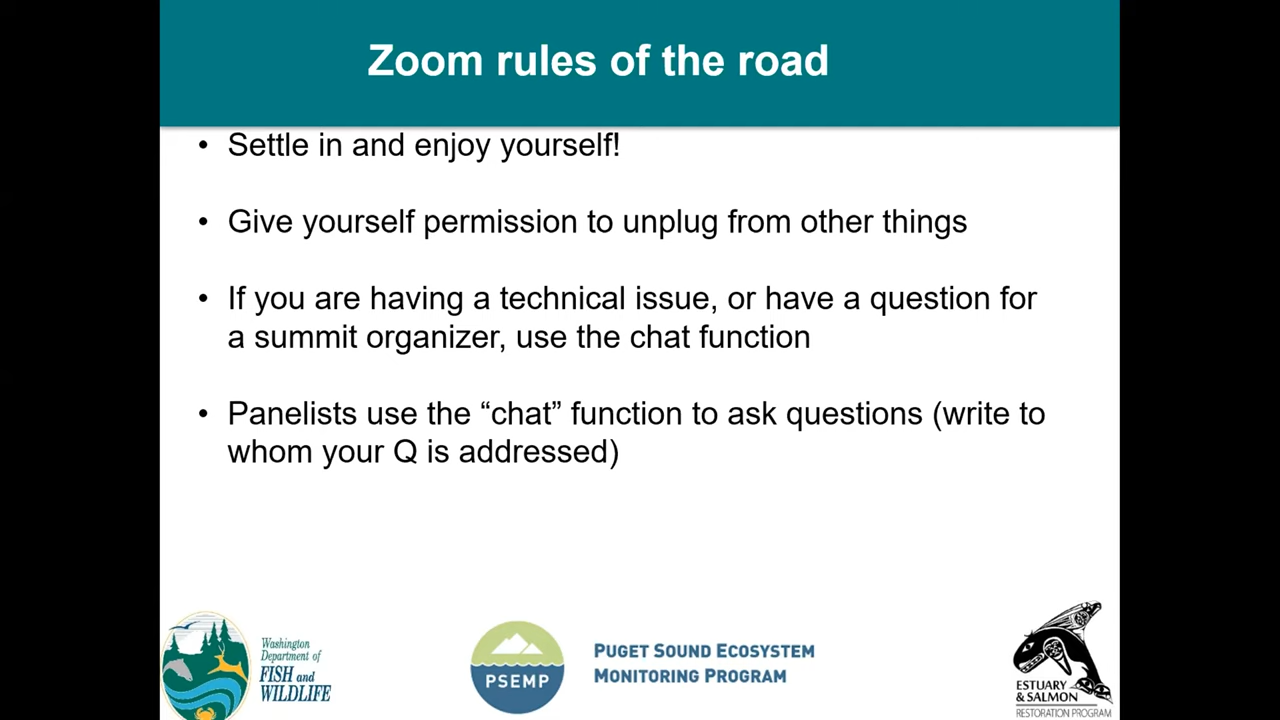 Zoom rules of the road
• Settle in and enjoy yourself!
• Give yourself permission to unplug from other things
• If you are having a technical issue, or have a question for
a summit organizer, use the chat function
• Panelists use the “chat” function to ask questions (write to
whom your Q is addressed)
Washington
Department of
FISH and
WILDLIFE
PSEMP
PUGET SOUND ECOSYSTEM
MONITORING PROGRAM
ESTUARY
& SALMON
RESTORATION PROGRAM